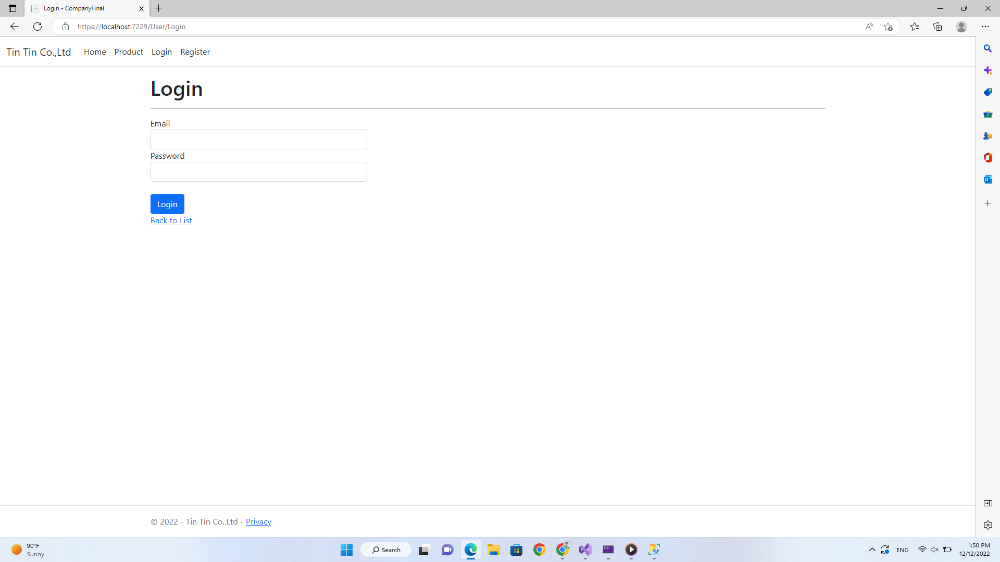 Login - CompanyFinal
https://localhost:7229/User/Login
Tin Tin Co.,Ltd Home Product Login Register
Login
Email
Password
Login
Back to List
© 2022 - Tin Tin Co.,Ltd - Privacy
90°F
Sunny
Search
ENG
1:50 PM
12/12/2022